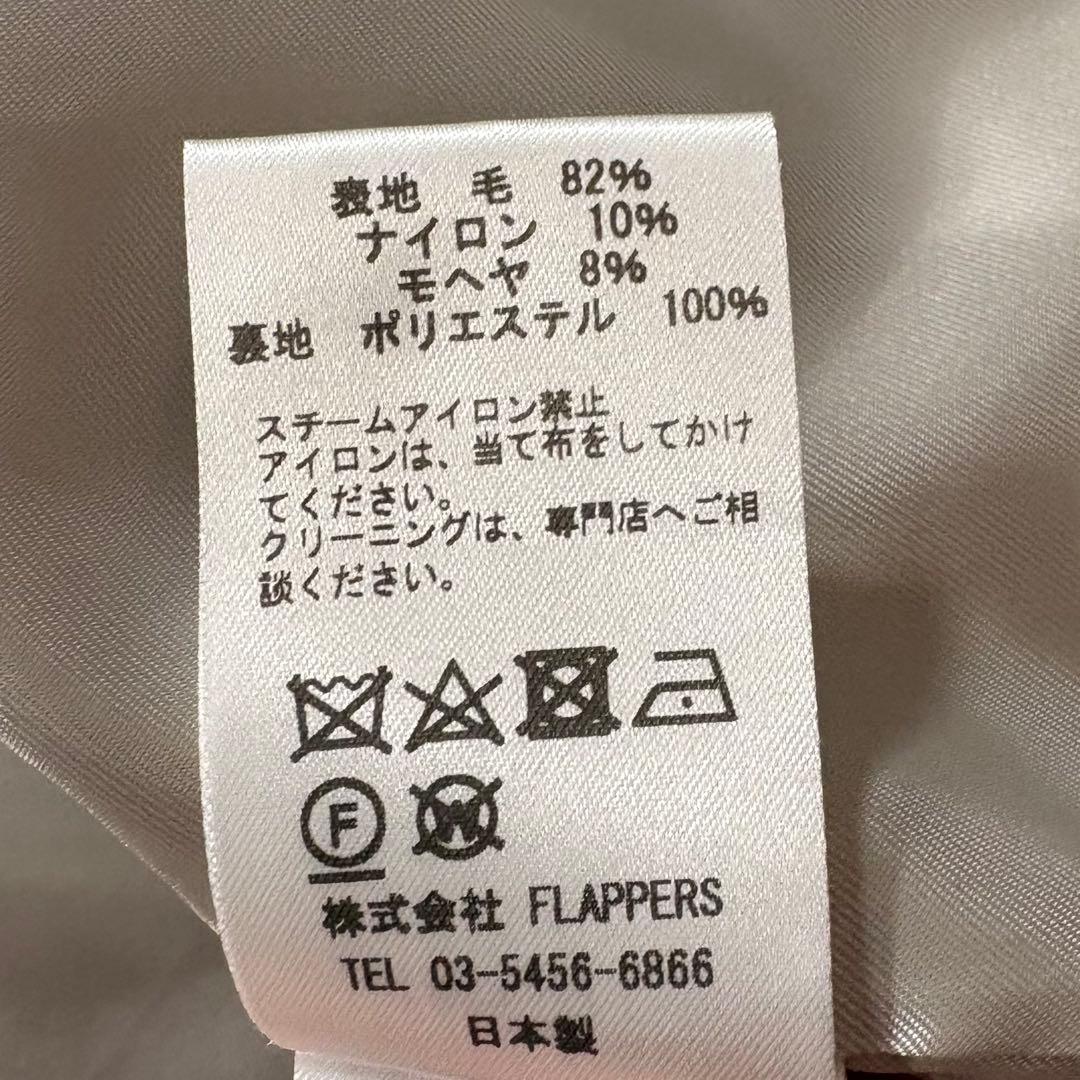 表地 毛 82%
ナイロン 10%
モヘヤ 8%
裏地 ポリエステル 100%
スチームアイロン禁止
アイロンは、当て布をしてかけ
てください。
クリーニングは、専門店へご相
談ください。
F W
株式会社 FLAPPERS
TEL 03-5456-6866
日本製